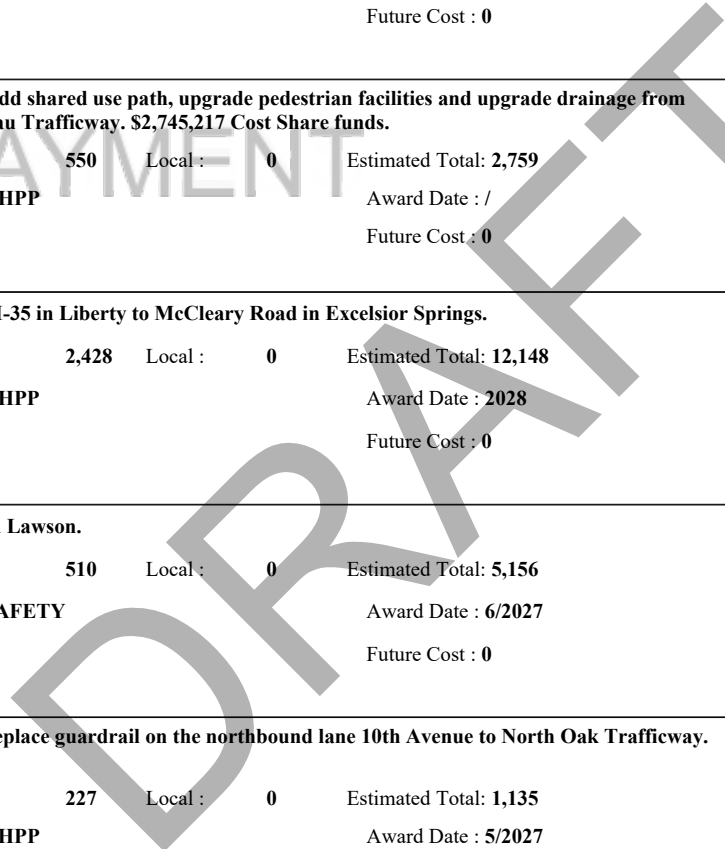 Future Cost : 0
dd shared use path, upgrade pedestrian facilities and upgrade drainage from
au Trafficway. $2,745,217 Cost Share funds.
PAYMENT
550 Local : 0 Estimated Total: 2,759
HPP Award Date : /
Future Cost : 0
I-35 in Liberty to McCleary Road in Excelsior Springs.
2,428 Local : 0 Estimated Total: 12,148
HPP Award Date : 2028
Future Cost : 0
Lawson.
510 Local : 0 Estimated Total: 5,156
AFETY Award Date : 6/2027
Future Cost : 0
eplace guardrail on the northbound lane 10th Avenue to North Oak Trafficway.
227 Local : 0 Estimated Total: 1,135
HPP Award Date : 5/2027
DRAFT